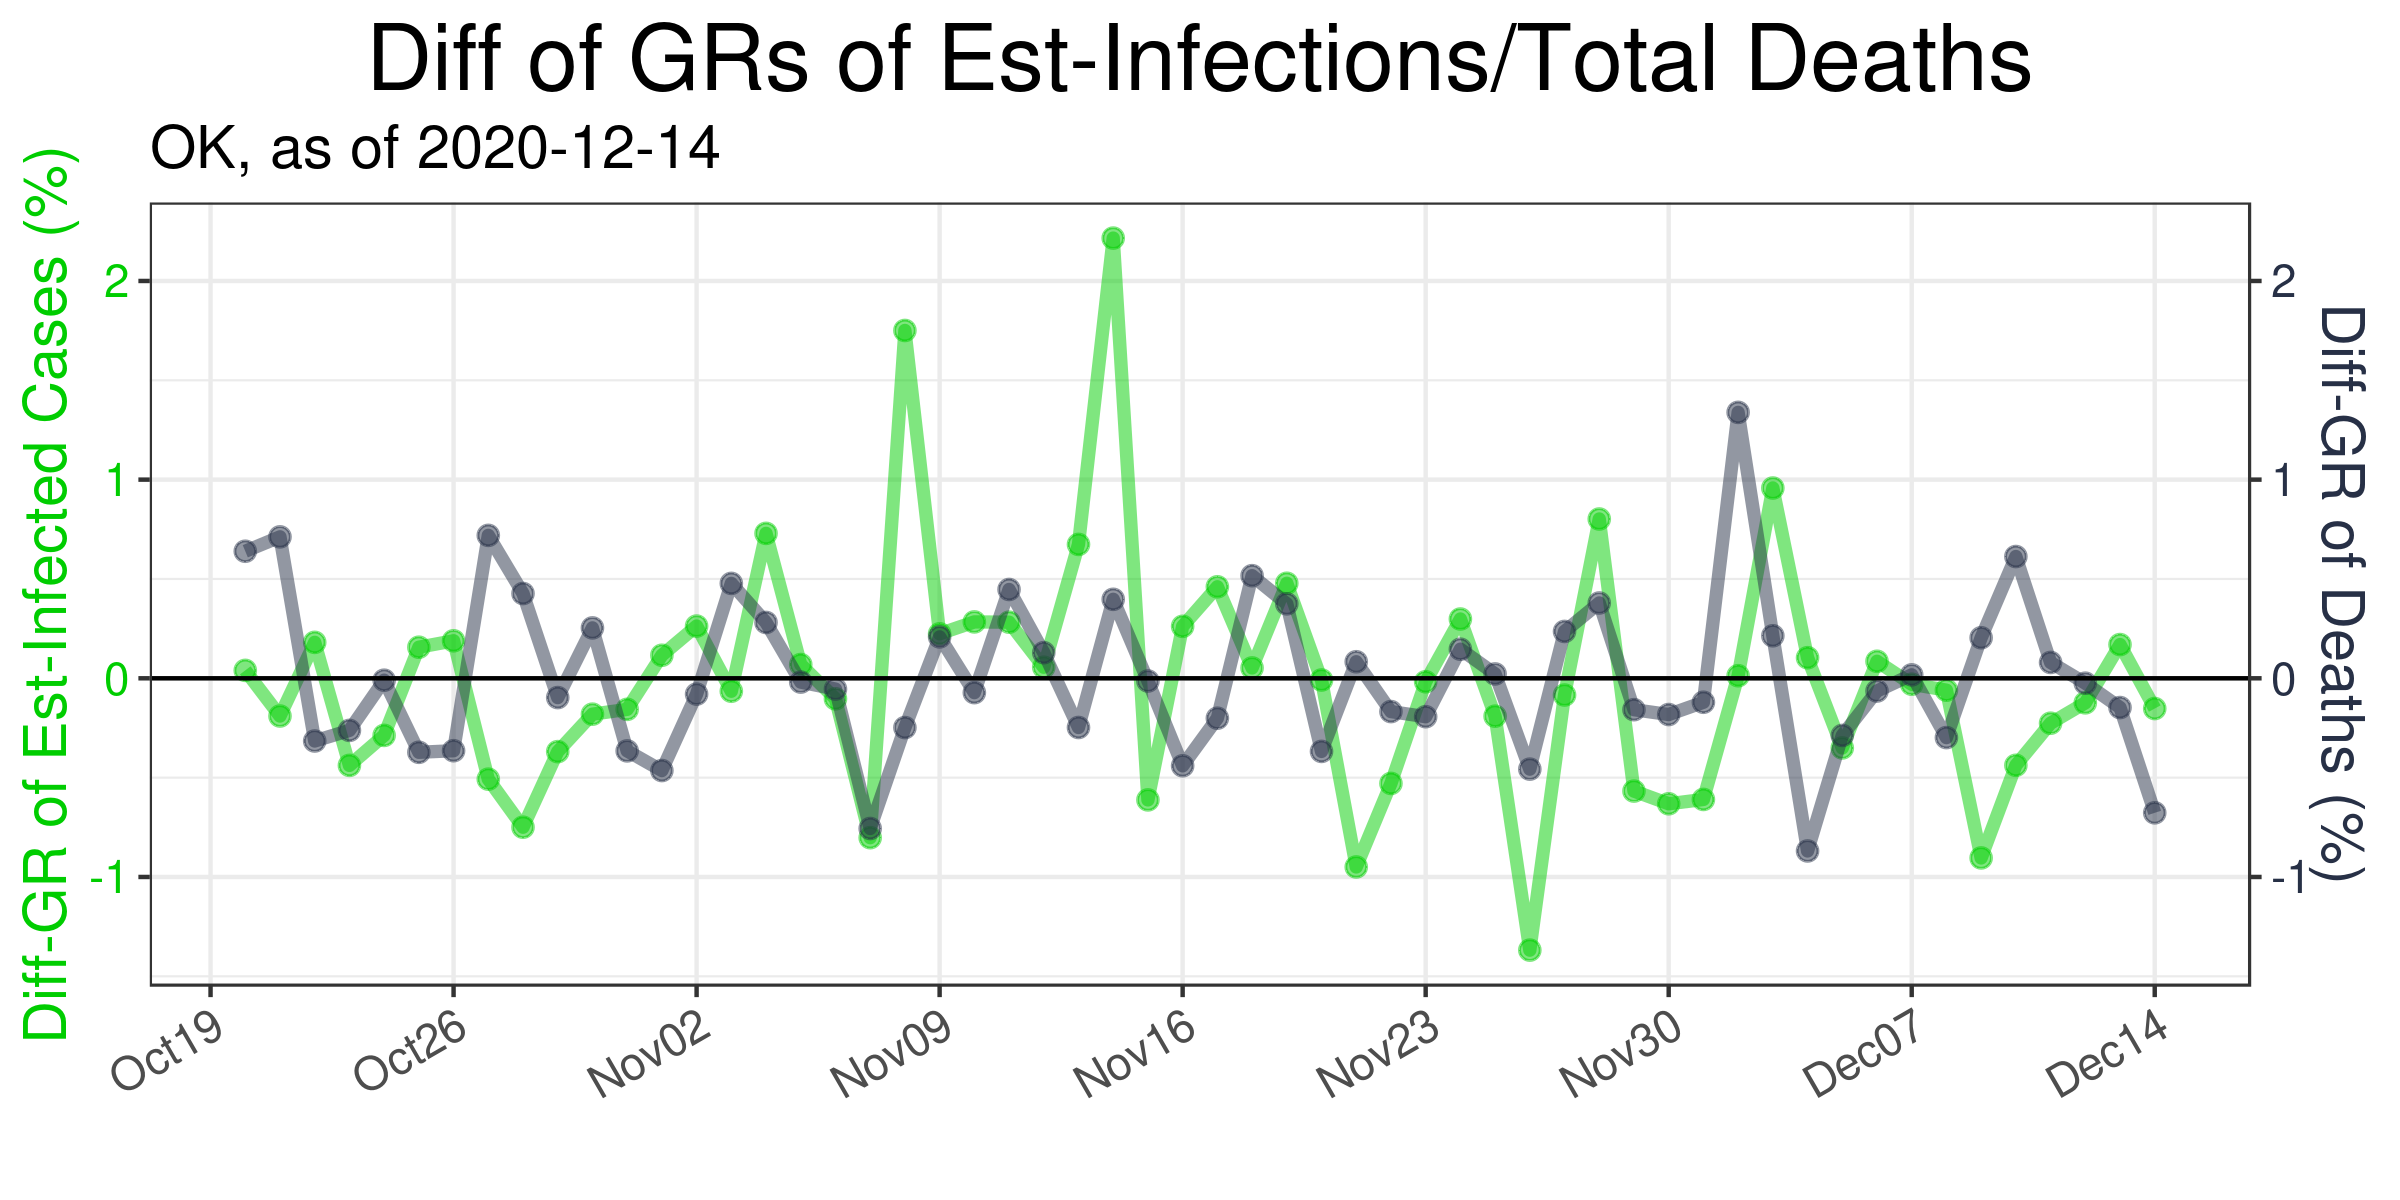 Diff of GRs of Est-Infections/Total Deaths
OK, as of 2020-12-14
Diff-GR of Est-Infected Cases (%)
2
1
0
-1
2
1
0
-1
Diff-GR of Deaths (%)
Oct19
Oct26
Nov02
Nov09
Nov16
Nov23
Nov30
Dec07
Dec14